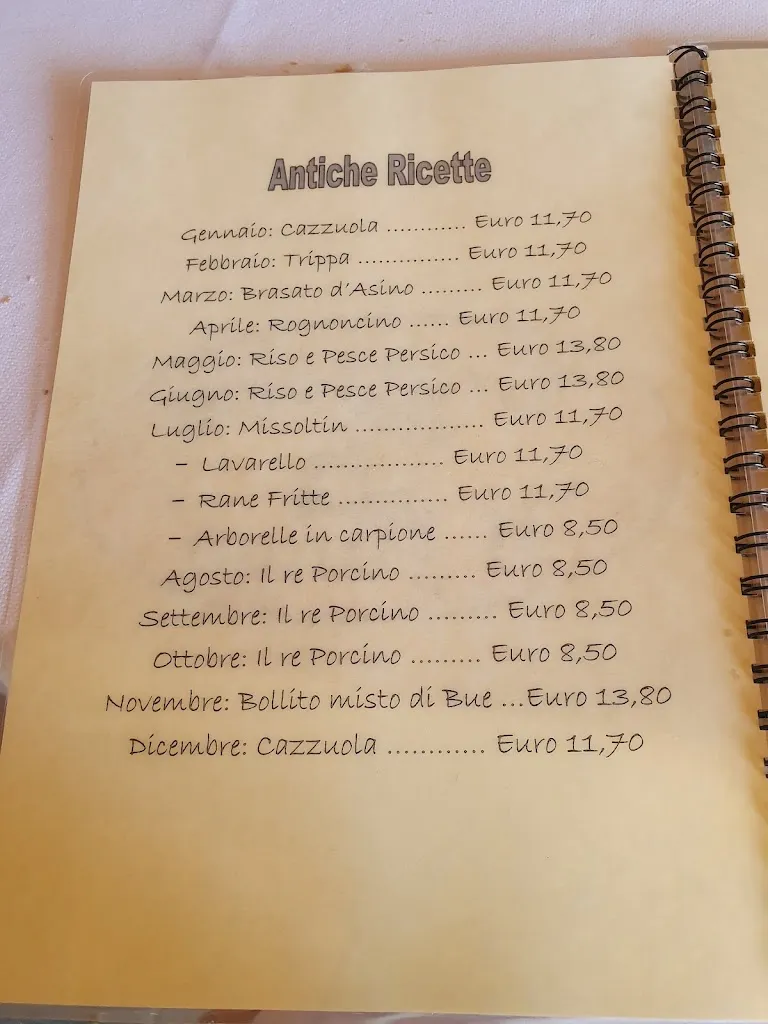 Antiche Ricette
Gennaio: Cazzuola ............ Euro 11,70
Febbraio: Trippa ............... Euro 11,70
Marzo: Brasato d'Asino ......... Euro 11,70
Aprile: Rognoncino ...... Euro 11,70
Maggio: Riso e Pesce Persico ... Euro 13,80
Giugno: Riso e Pesce Persico ... Euro 13,80
Luglio: Missoltin ................... Euro 11,70
- Lavarello ................... Euro 11,70
- Rane Fritte ................ Euro 11,70
- Arborelle in carpione ...... Euro 8,50
Agosto: Il re Porcino ......... Euro 8,50
Settembre: Il re Porcino ......... Euro 8,50
Ottobre: Il re Porcino ......... Euro 8,50
Novembre: Bollito misto di Bue ...Euro 13,80
Dicembre: Cazzuola ............ Euro 11,70